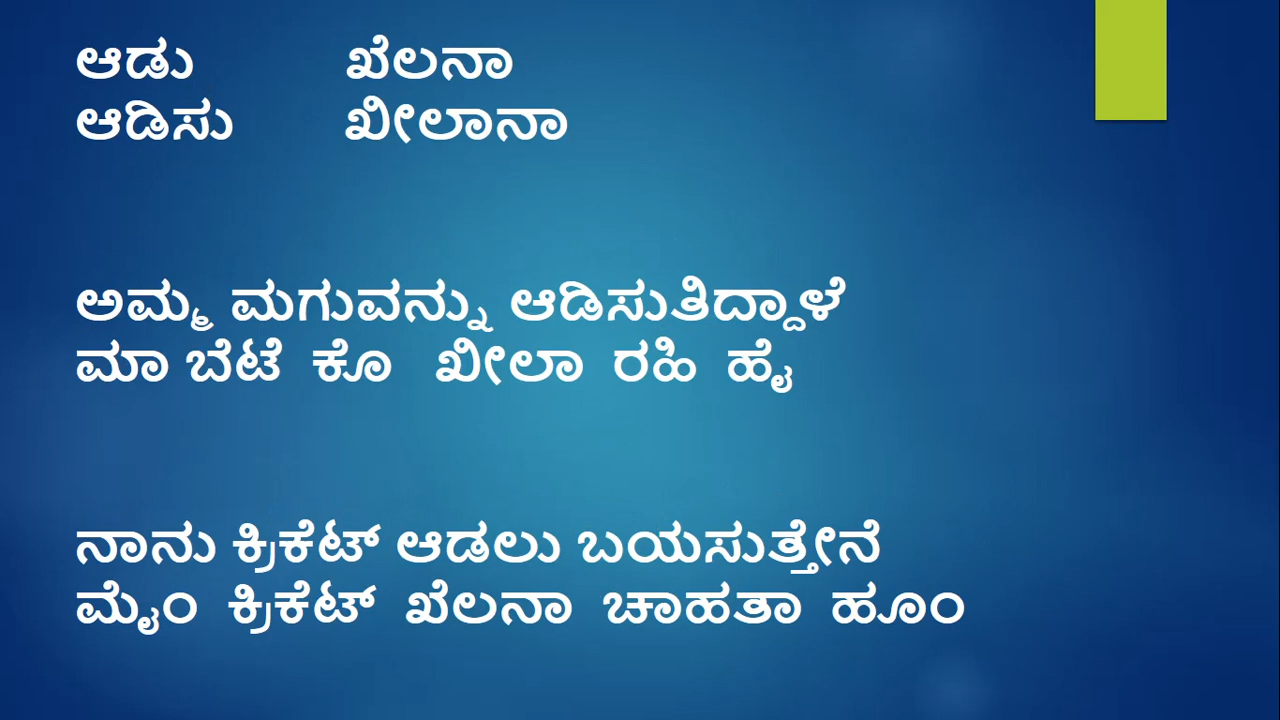 ಆಡು ಖೆಲನಾ
ಆಡಿಸು ಖೀಲಾನಾ
ಅಮ್ಮ ಮಗುವನ್ನು ಆಡಿಸುತಿದ್ದಾಳೆ
ಮಾ ಬೆಟೆ ಕೊ ಖೀಲಾ ರಹಿ ಹೈ
ನಾನು ಕ್ರಿಕೆಟ್ ಆಡಲು ಬಯಸುತ್ತೇನೆ
ಮೈಂ ಕ್ರಿಕೆಟ್ ಖೆಲನಾ ಚಾಹತಾ ಹೂಂ